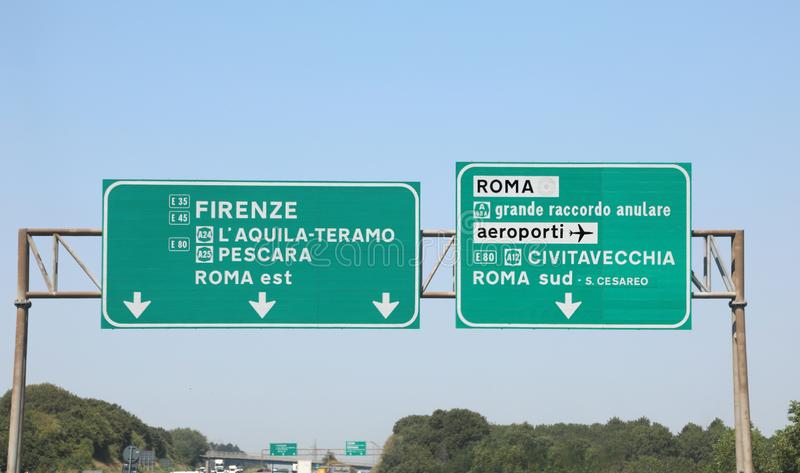 E 35
E 45 FIRENZE
A24 L'AQUILA-TERAMO
E 80
A25 PESCARA
ROMA est
ROMA
A grande raccordo anulare
aeroporti
E 80 A12 CIVITAVECCHIA
ROMA sud - S. CESAREO